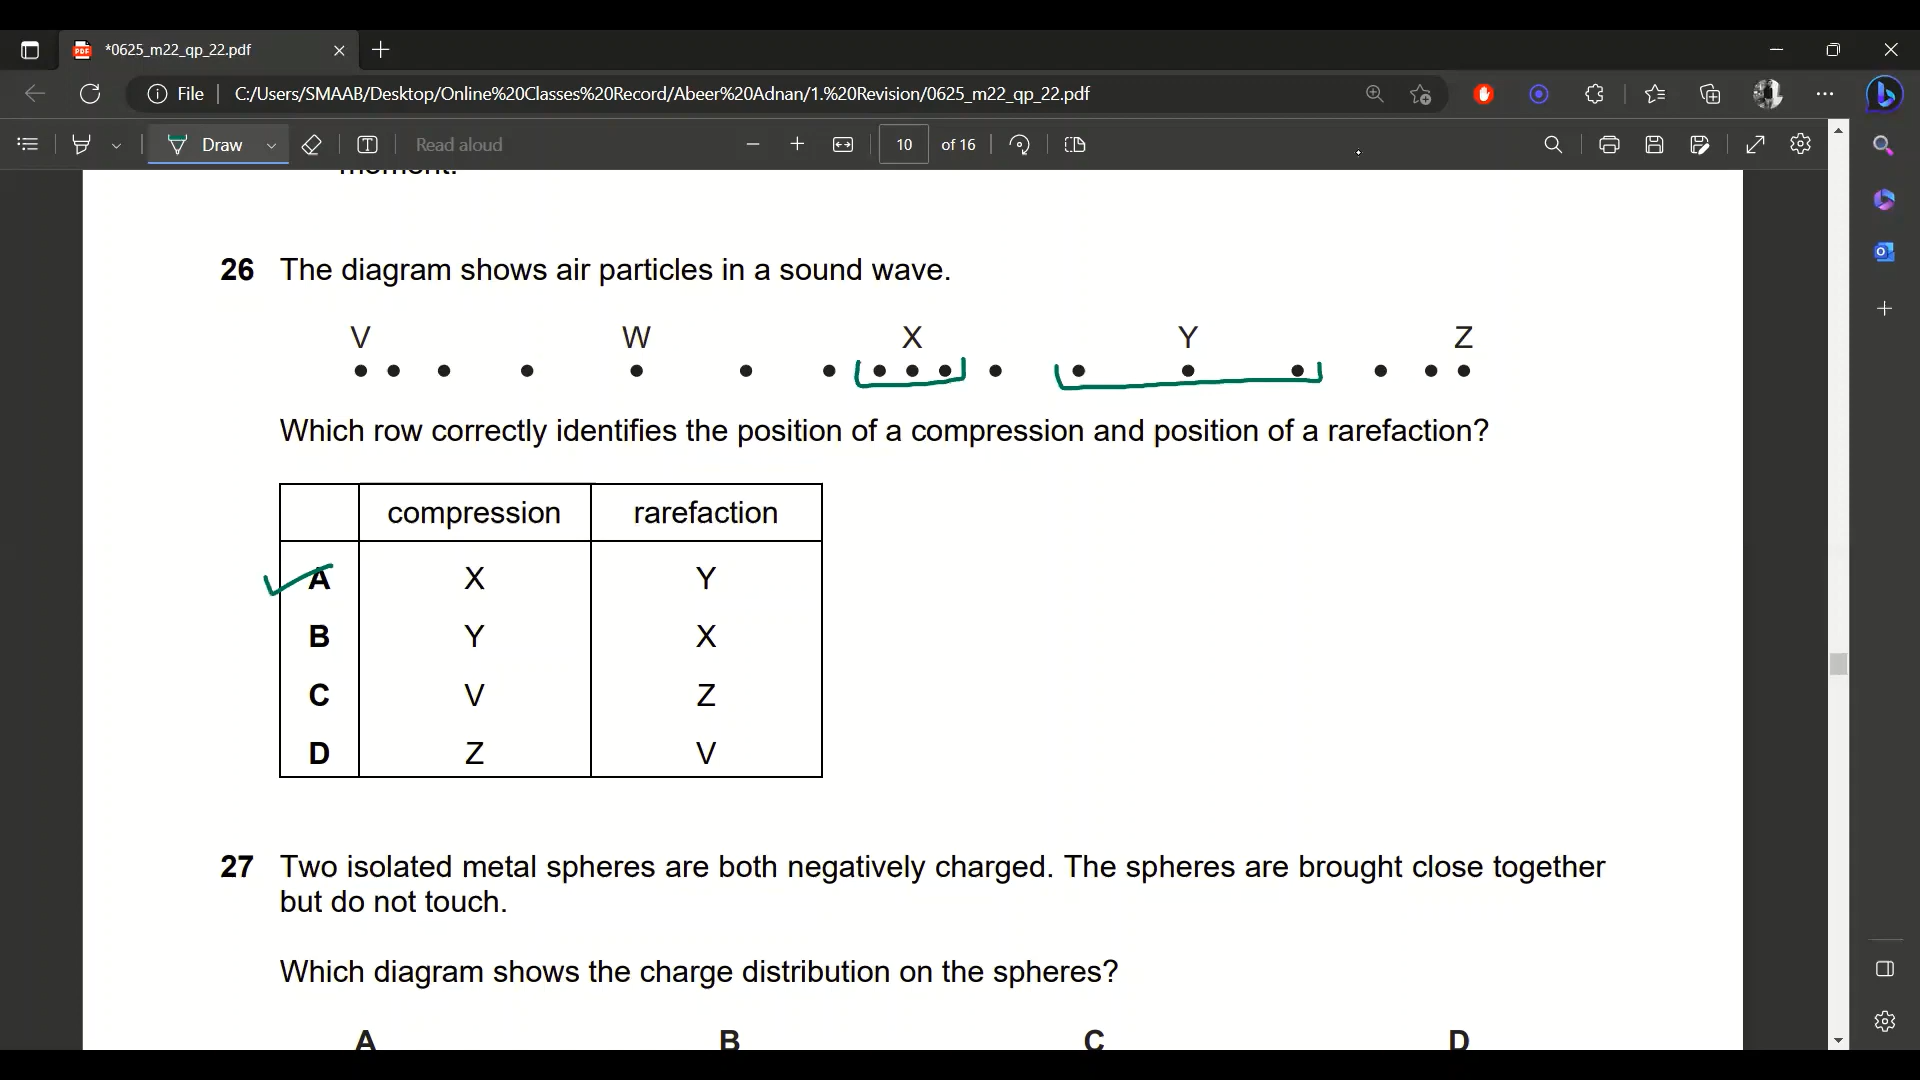 *0625_m22_qp_22.pdf
File
C:/Users/SMAAB/Desktop/Online%20Classes%20Record/Abeer%20Adnan/1.%20Revision/0625_m22_qp_22.pdf
Draw
Read aloud
10 of 16
moment.
26 The diagram shows air particles in a sound wave.
V W X Y Z
Which row correctly identifies the position of a compression and position of a rarefaction?
compression rarefaction
A X Y
B Y X
C V Z
D Z V
27 Two isolated metal spheres are both negatively charged. The spheres are brought close together
but do not touch.
Which diagram shows the charge distribution on the spheres?
A B C D